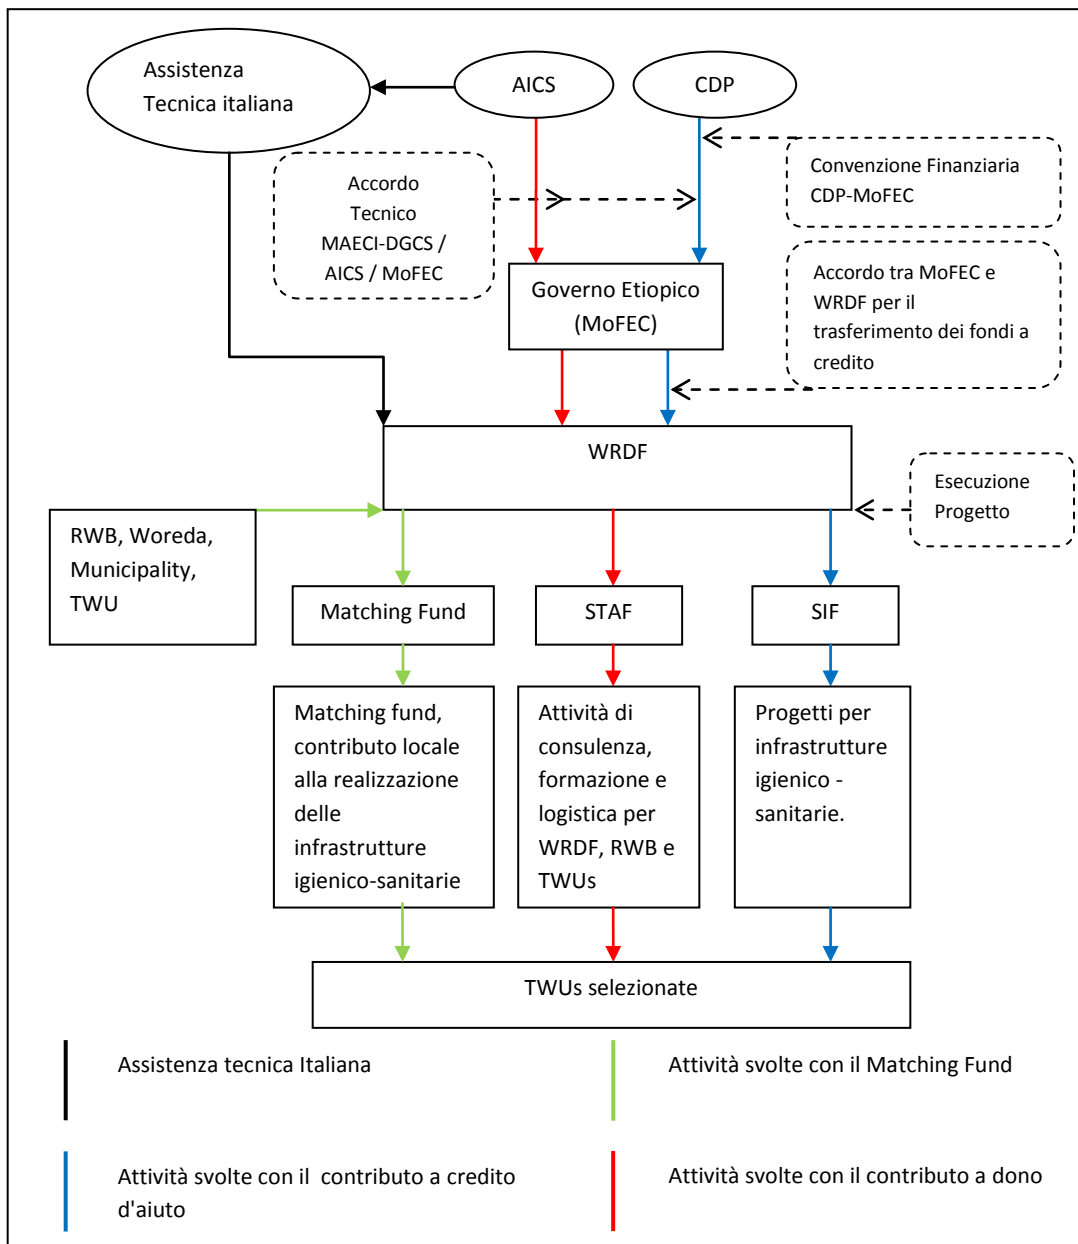 Assistenza
Tecnica italiana
AICS
CDP
Accordo
Tecnico
MAECI-DGCS /
AICS / MoFEC
Convenzione Finanziaria
CDP-MoFEC
Governo Etiopico
(MoFEC)
Accordo tra MoFEC e
WRDF per il
trasferimento dei fondi a
credito
WRDF
Esecuzione
Progetto
RWB, Woreda,
Municipality,
TWU
Matching Fund
STAF
SIF
Matching fund,
contributo locale
alla realizzazione
delle
infrastrutture
igienico-sanitarie
Attività di
consulenza,
formazione e
logistica per
WRDF, RWB e
TWUs
Progetti per
infrastrutture
igienico -
sanitarie.
TWUs selezionate
Assistenza tecnica Italiana
Attività svolte con il Matching Fund
Attività svolte con il contributo a credito
d'aiuto
Attività svolte con il contributo a dono